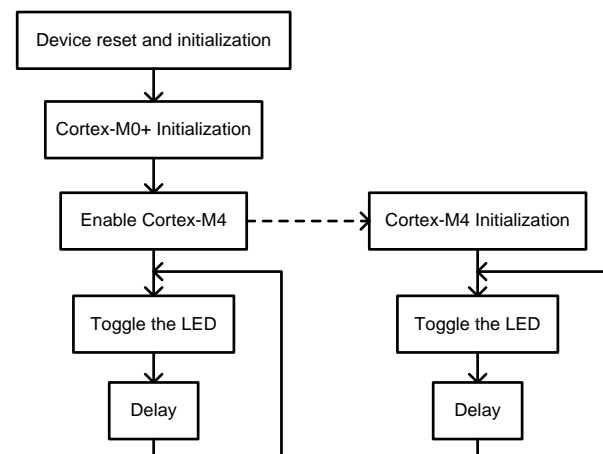 Device reset and initialization
Cortex-M0+ Initialization
Enable Cortex-M4
Cortex-M4 Initialization
Toggle the LED
Toggle the LED
Delay
Delay